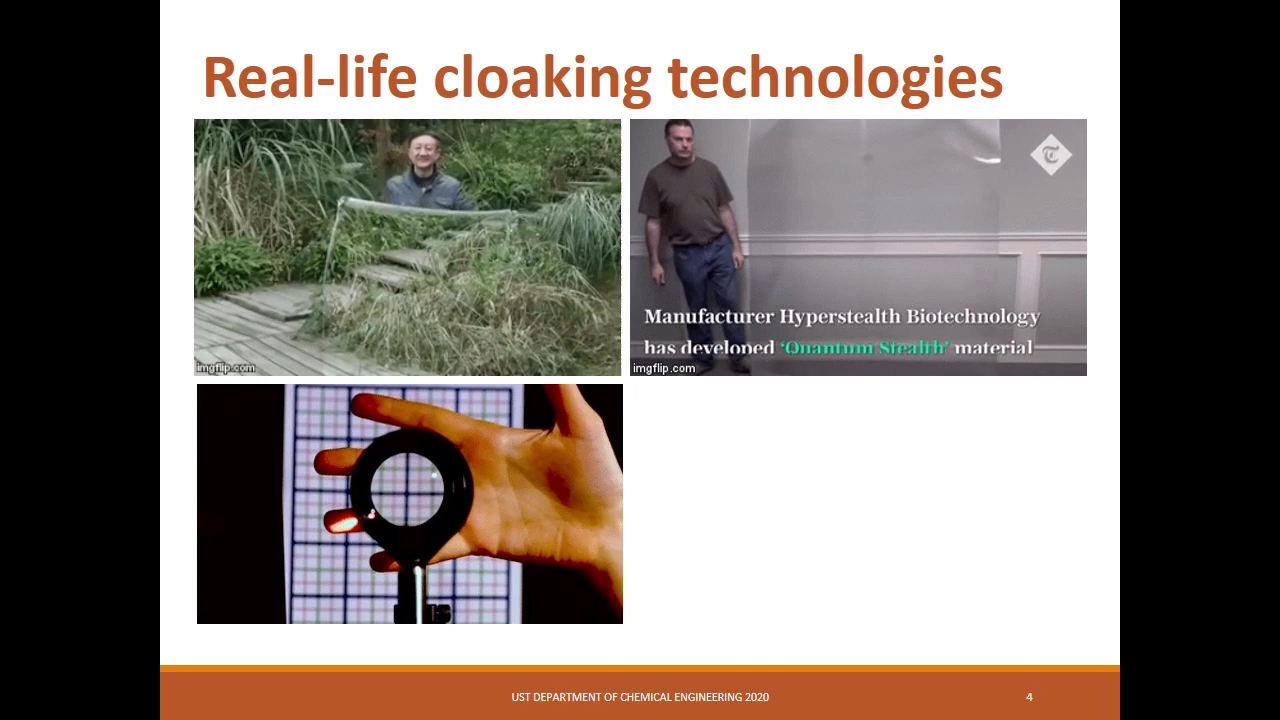 Real-life cloaking technologies
imgflip.com
Manufacturer Hyperstealth Biotechnology
has developed 'Quantum Stealth' material
imgflip.com
UST DEPARTMENT OF CHEMICAL ENGINEERING 2020
4